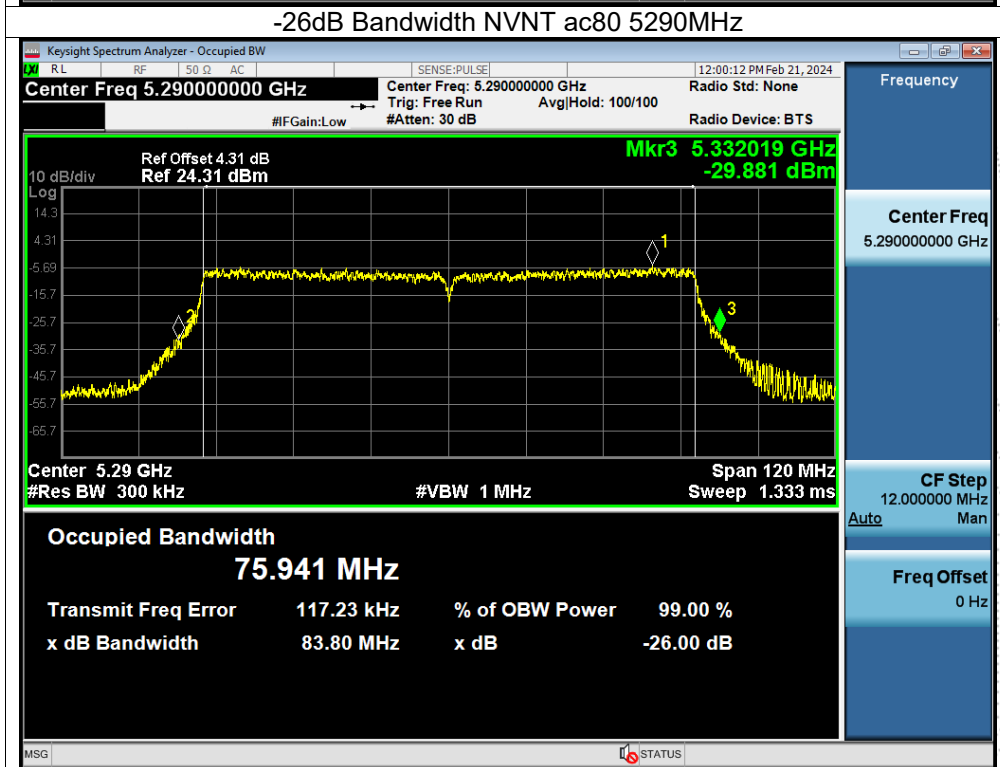 -26dB Bandwidth NVNT ac80 5290MHz
Keysight Spectrum Analyzer - Occupied BW
LXI RL RF 50 Ω AC SENSE:PULSE 12:00:12 PM Feb 21, 2024
Center Freq 5.290000000 GHz
Center Freq: 5.290000000 GHz Radio Std: None
Trig: Free Run Avg|Hold: 100/100
#IFGain:Low #Atten: 30 dB Radio Device: BTS
Mkr3 5.332019 GHz
-29.881 dBm
Ref Offset 4.31 dB
10 dB/div Ref 24.31 dBm
Log
14.3
4.31
-5.69
-15.7
-25.7
-35.7
-45.7
-55.7
-65.7
1
2
3
Center 5.29 GHz Span 120 MHz
#Res BW 300 kHz #VBW 1 MHz Sweep 1.333 ms
Occupied Bandwidth
75.941 MHz
Transmit Freq Error 117.23 kHz % of OBW Power 99.00 %
x dB Bandwidth 83.80 MHz x dB -26.00 dB
Frequency
Center Freq
5.290000000 GHz
CF Step
12.000000 MHz
Auto Man
Freq Offset
0 Hz
MSG STATUS